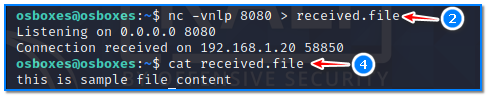 osboxes@osboxes:~$ nc -vnlp 8080 > received.file 2
Listening on 0.0.0.0 8080
Connection received on 192.168.1.20 58850
osboxes@osboxes:~$ cat received.file 4
this is sample file content